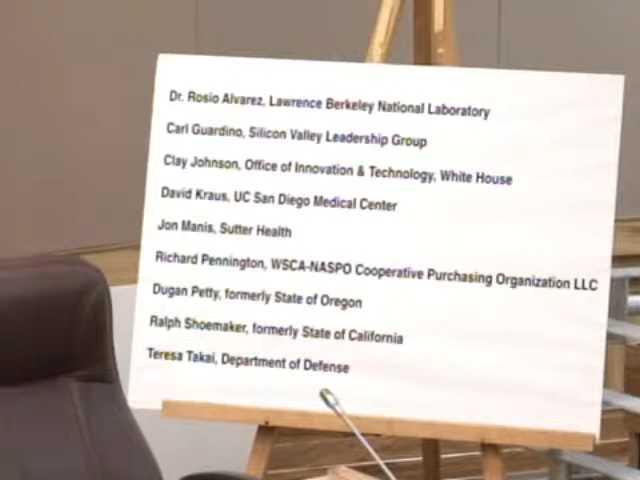 Dr. Rosio Alvarez, Lawrence Berkeley National Laboratory
Carl Guardino, Silicon Valley Leadership Group
Clay Johnson, Office of Innovation & Technology, White House
David Kraus, UC San Diego Medical Center
Jon Manis, Sutter Health
Richard Pennington, WSCA-NASPO Cooperative Purchasing Organization LLC
Dugan Petty, formerly State of Oregon
Ralph Shoemaker, formerly State of California
Teresa Takai, Department of Defense